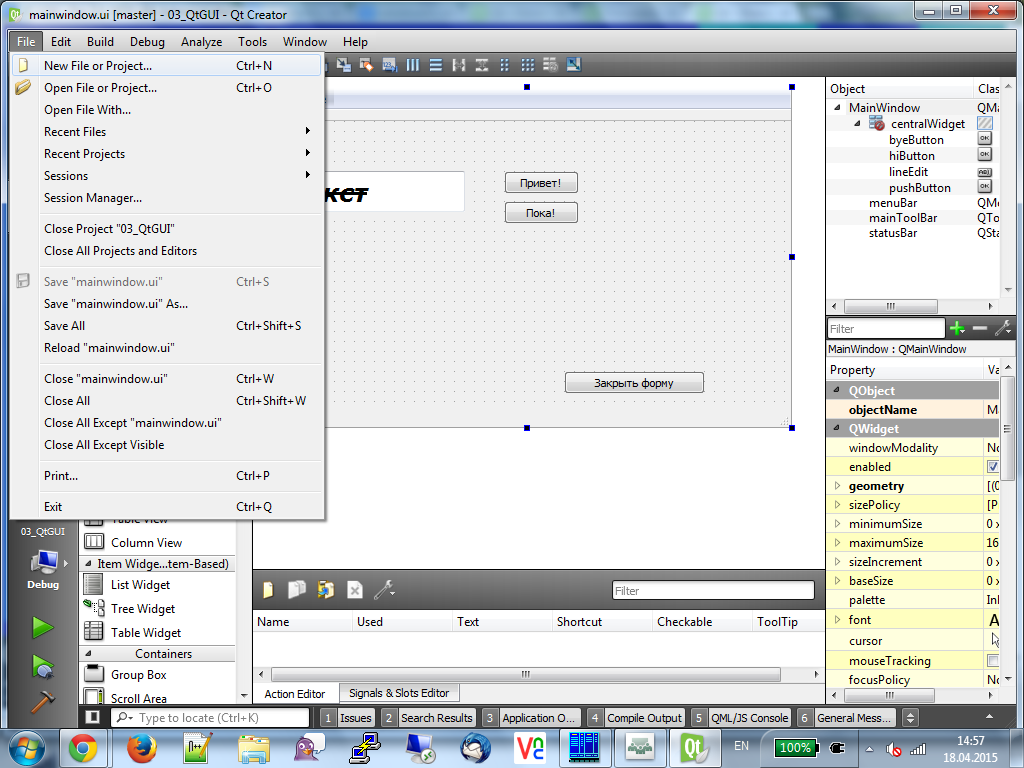 mainwindow.ui [master] - 03_QtGUI - Qt Creator
File Edit Build Debug Analyze Tools Window Help
New File or Project... Ctrl+N
Open File or Project... Ctrl+O
Open File With...
Recent Files
Recent Projects
Sessions
Session Manager...
Close Project "03_QtGUI"
Close All Projects and Editors
Save "mainwindow.ui" Ctrl+S
Save "mainwindow.ui" As...
Save All Ctrl+Shift+S
Reload "mainwindow.ui"
Close "mainwindow.ui" Ctrl+W
Close All Ctrl+Shift+W
Close All Except "mainwindow.ui"
Close All Except Visible
Print... Ctrl+P
Exit Ctrl+Q
кст
Привет!
Пока!
Закрыть форму
Object Clas
MainWindow QMa
centralWidget
byeButton OK
hiButton OK
lineEdit ABI
pushButton OK
menuBar QMe
mainToolBar QTo
statusBar QSta
Filter
MainWindow : QMainWindow
Property Va
QObject
objectName M
QWidget
windowModality No
enabled
geometry [(0
sizePolicy [P
minimumSize 0 x
maximumSize 16
sizeIncrement 0 x
baseSize 0 x
palette Inl
font A
cursor
mouseTracking
focusPolicy No
03_QtGUI
Debug
Table View
Column View
Item Widge...tem-Based)
List Widget
Tree Widget
Table Widget
Containers
Group Box
Scroll Area
Filter
Name Used Text Shortcut Checkable ToolTip
Action Editor Signals & Slots Editor
Type to locate (Ctrl+K) 1 Issues 2 Search Results 3 Application O... 4 Compile Output 5 QML/JS Console 6 General Mess...
EN 100% 14:57
18.04.2015